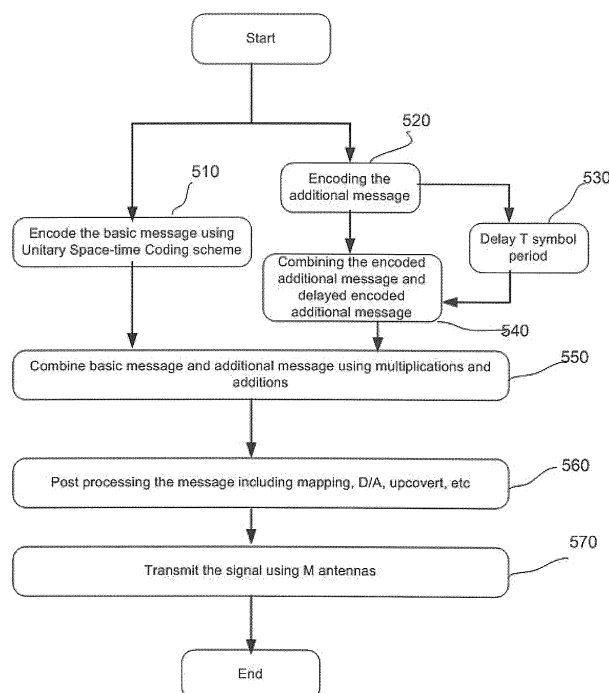 Start
520
510
530
Encoding the
additional message
Encode the basic message using
Unitary Space-time Coding scheme
Delay T symbol
period
Combining the encoded
additional message and
delayed encoded
additional message
540
550
Combine basic message and additional message using multiplications and
additions
560
Post processing the message including mapping, D/A, upcovert, etc
570
Transmit the signal using M antennas
End